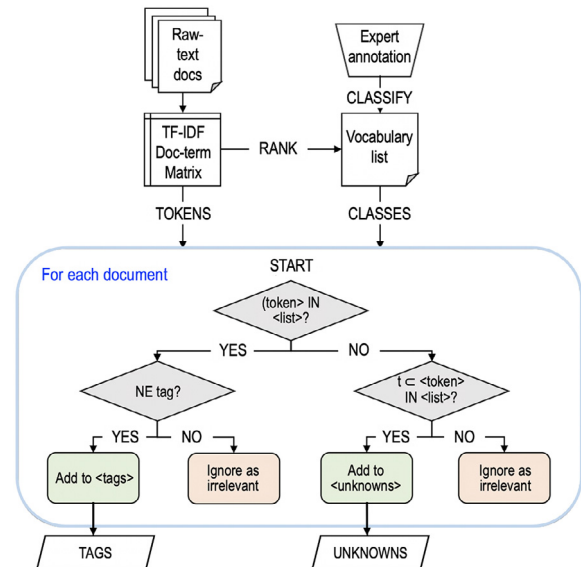 Raw-
text
docs
Expert
annotation
CLASSIFY
TF-IDF
Doc-term
Matrix
RANK
Vocabulary
list
TOKENS
CLASSES
For each document
START
(token> IN
<list>?
YES
NO
NE tag?
t ⊂ <token>
IN <list>?
YES
NO
YES
NO
Add to <tags>
Ignore as
irrelevant
Add to
<unknowns>
Ignore as
irrelevant
TAGS
UNKNOWNS